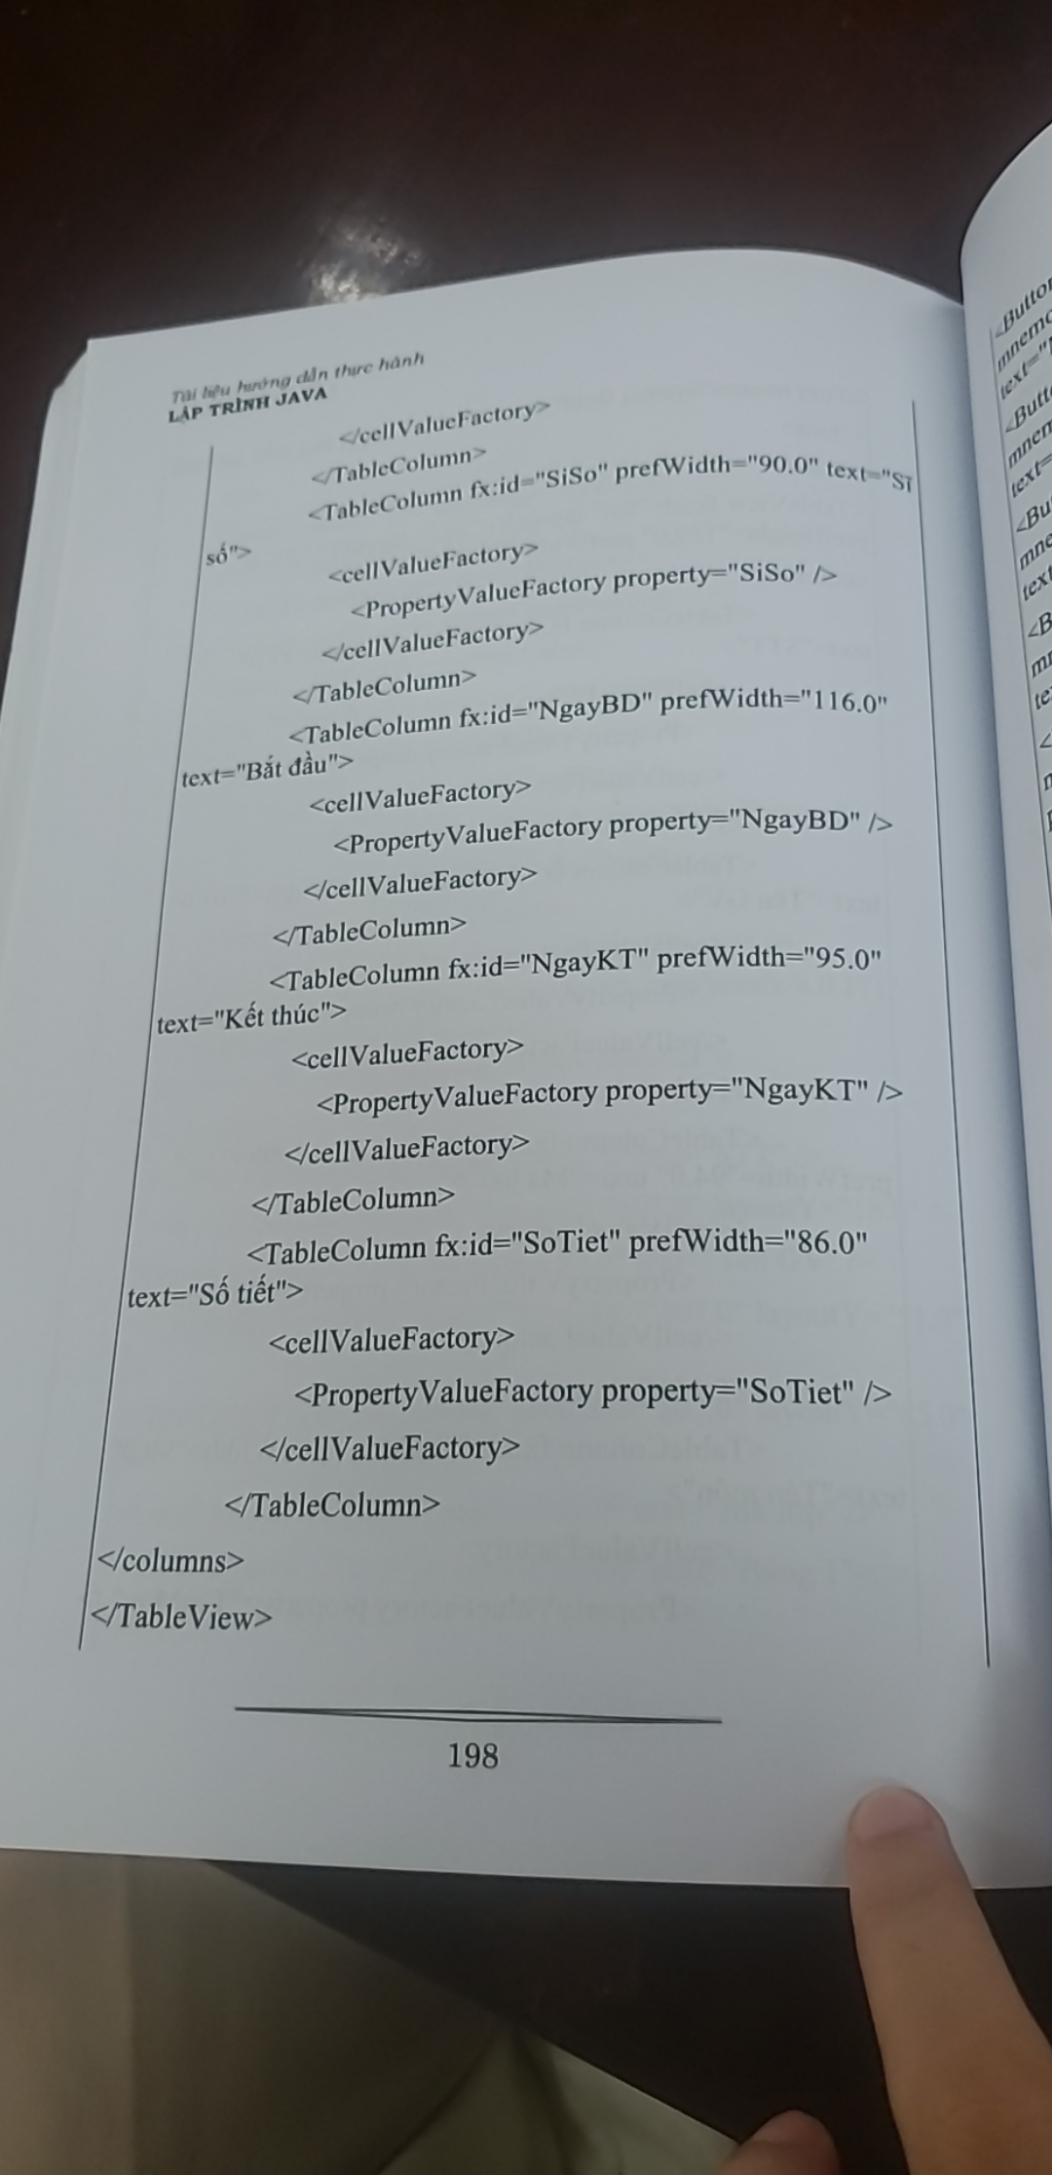 Tài liệu hướng dẫn thực hành
LẬP TRÌNH JAVA
</cellValueFactory>
</TableColumn>
<TableColumn fx:id="SiSo" prefWidth="90.0" text="Sĩ
số">
<cellValueFactory>
<PropertyValueFactory property="SiSo" />
</cellValueFactory>
</TableColumn>
<TableColumn fx:id="NgayBD" prefWidth="116.0"
text="Bắt đầu">
<cellValueFactory>
<PropertyValueFactory property="NgayBD" />
</cellValueFactory>
</TableColumn>
<TableColumn fx:id="NgayKT" prefWidth="95.0"
text="Kết thúc">
<cellValueFactory>
<PropertyValueFactory property="NgayKT" />
</cellValueFactory>
</TableColumn>
<TableColumn fx:id="SoTiet" prefWidth="86.0"
text="Số tiết">
<cellValueFactory>
<PropertyValueFactory property="SoTiet" />
</cellValueFactory>
</TableColumn>
</columns>
</TableView>
198